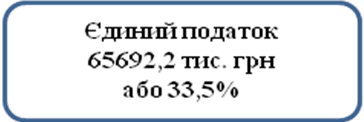 Єдиний податок
65692,2 тис. грн
або 33,5%